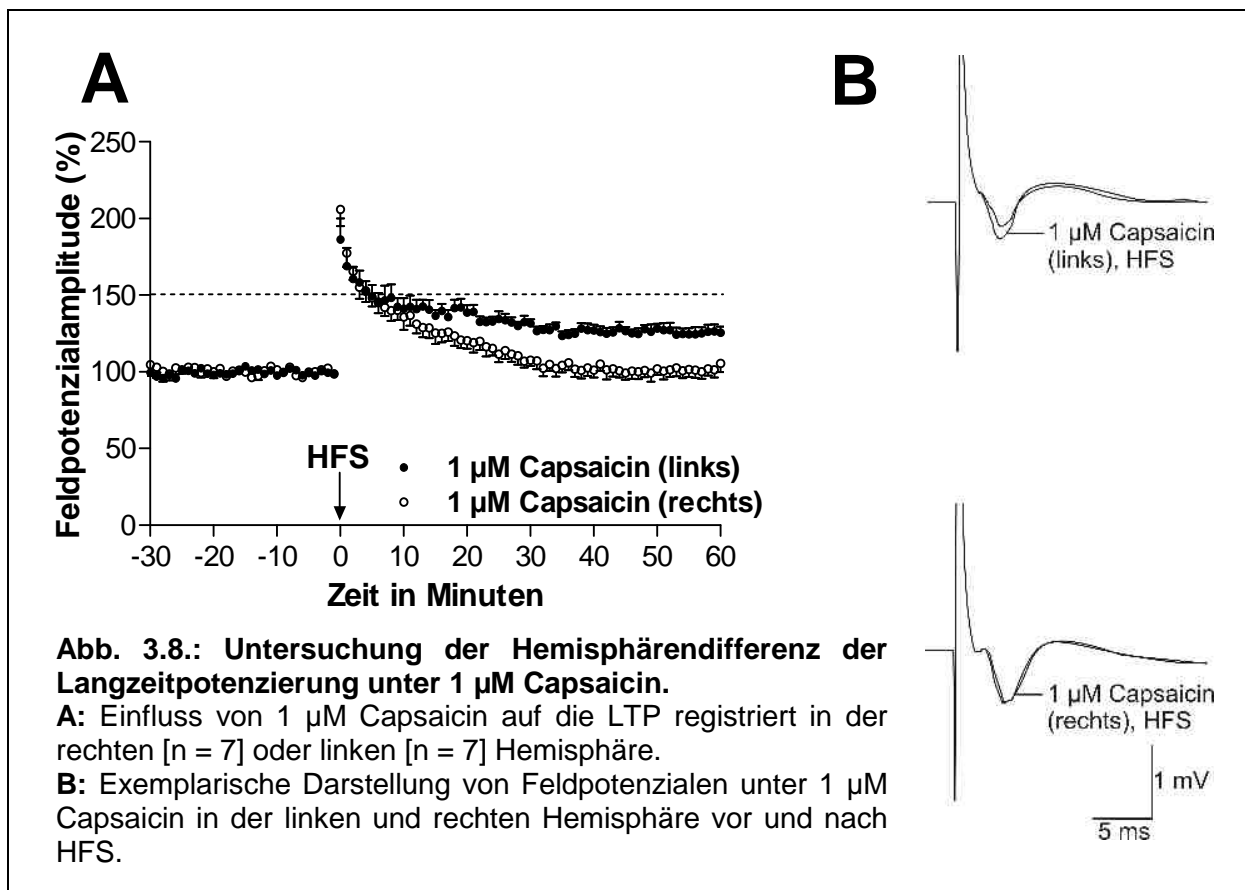 A
B
Feldpotenzialamplitude (%)
250
200
150
100
50
0
HFS
1 µM Capsaicin (links)
1 µM Capsaicin (rechts)
-30 -20 -10 0 10 20 30 40 50 60
Zeit in Minuten
1 µM Capsaicin
(links), HFS
1 µM Capsaicin
(rechts), HFS
1 mV
5 ms
Abb. 3.8.: Untersuchung der Hemisphärendifferenz der
Langzeitpotenzierung unter 1 µM Capsaicin.
A: Einfluss von 1 µM Capsaicin auf die LTP registriert in der
rechten [n = 7] oder linken [n = 7] Hemisphäre.
B: Exemplarische Darstellung von Feldpotenzialen unter 1 µM
Capsaicin in der linken und rechten Hemisphäre vor und nach
HFS.